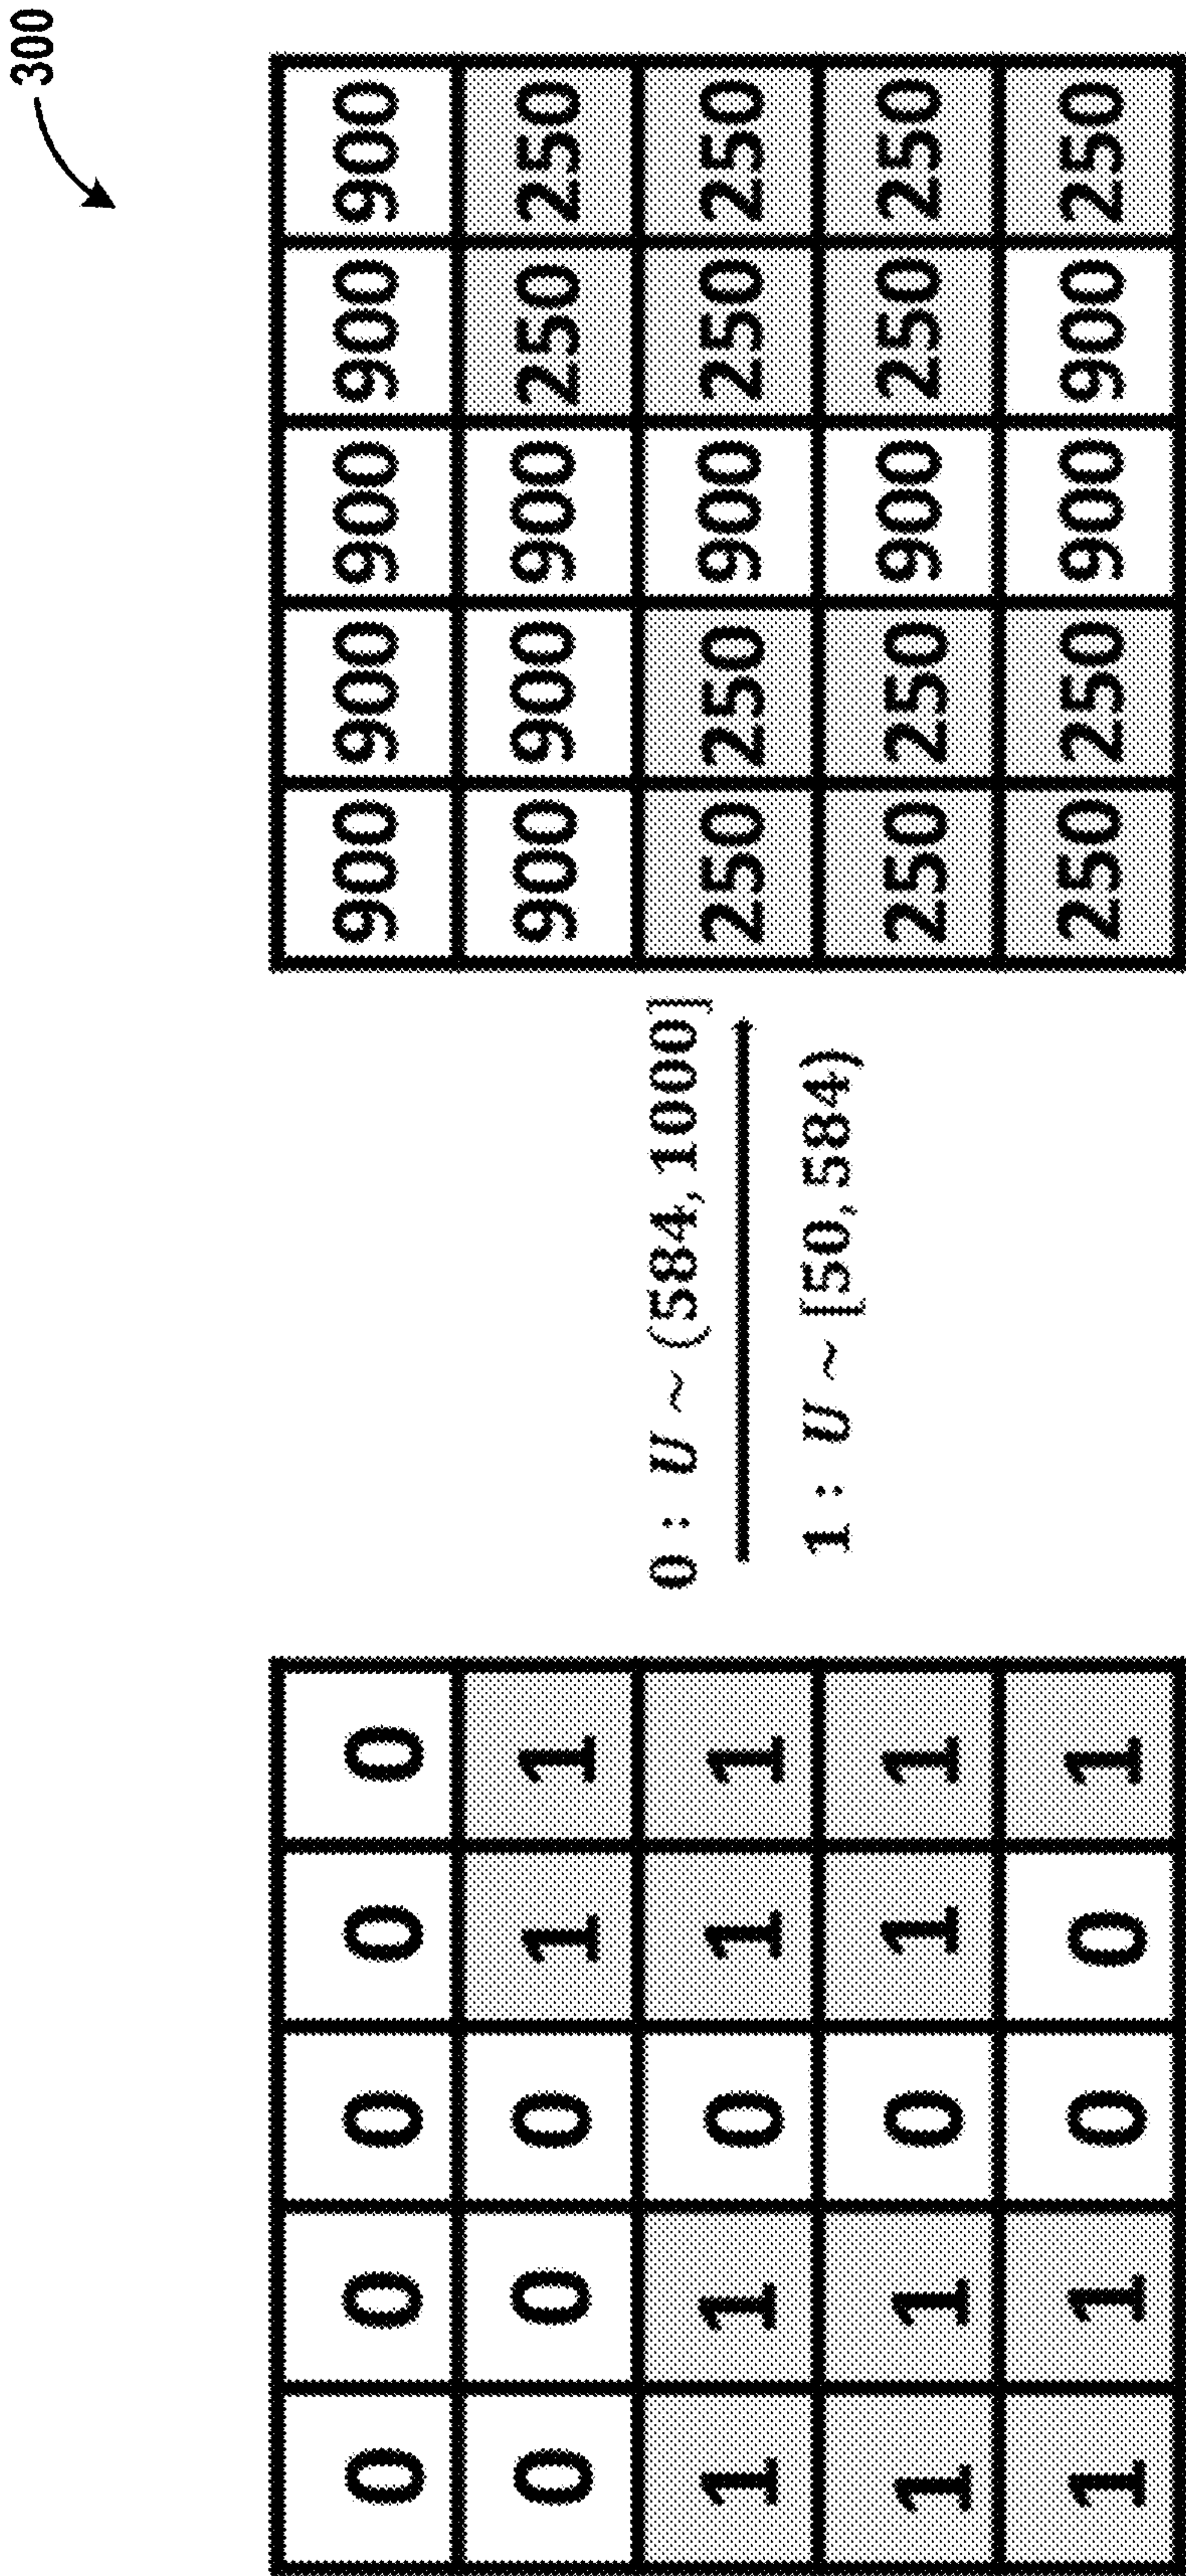 300
0 0 0 0 0
0 0 0 1 1
1 1 0 1 1
1 1 0 1 1
1 1 0 0 1
0 : U ~ (584, 1000]
1 : U ~ [50, 584)
900 900 900 900 900
900 900 900 250 250
250 250 900 250 250
250 250 900 250 250
250 250 900 900 250